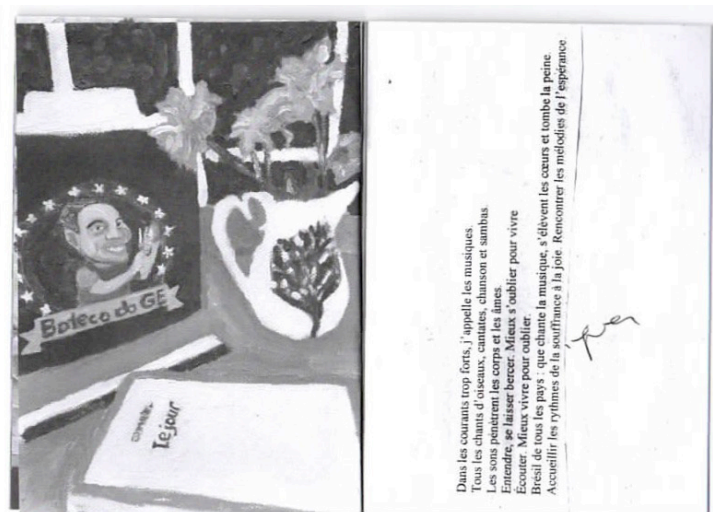 Boteco do GE
Le jour
Dans les courants trop forts, j'appelle les musiques.
Tous les chants d'oiseaux, cantates, chanson et sambas.
Les sons pénètrent les corps et les âmes.
Entendre, se laisser bercer. Mieux s'oublier pour vivre
Écouter. Mieux vivre pour oublier.
Brésil de tous les pays : que chante la musique, s'élèvent les cœurs et tombe la peine.
Accueillir les rythmes de la souffrance à la joie. Rencontrer les mélodies de l'espérance.